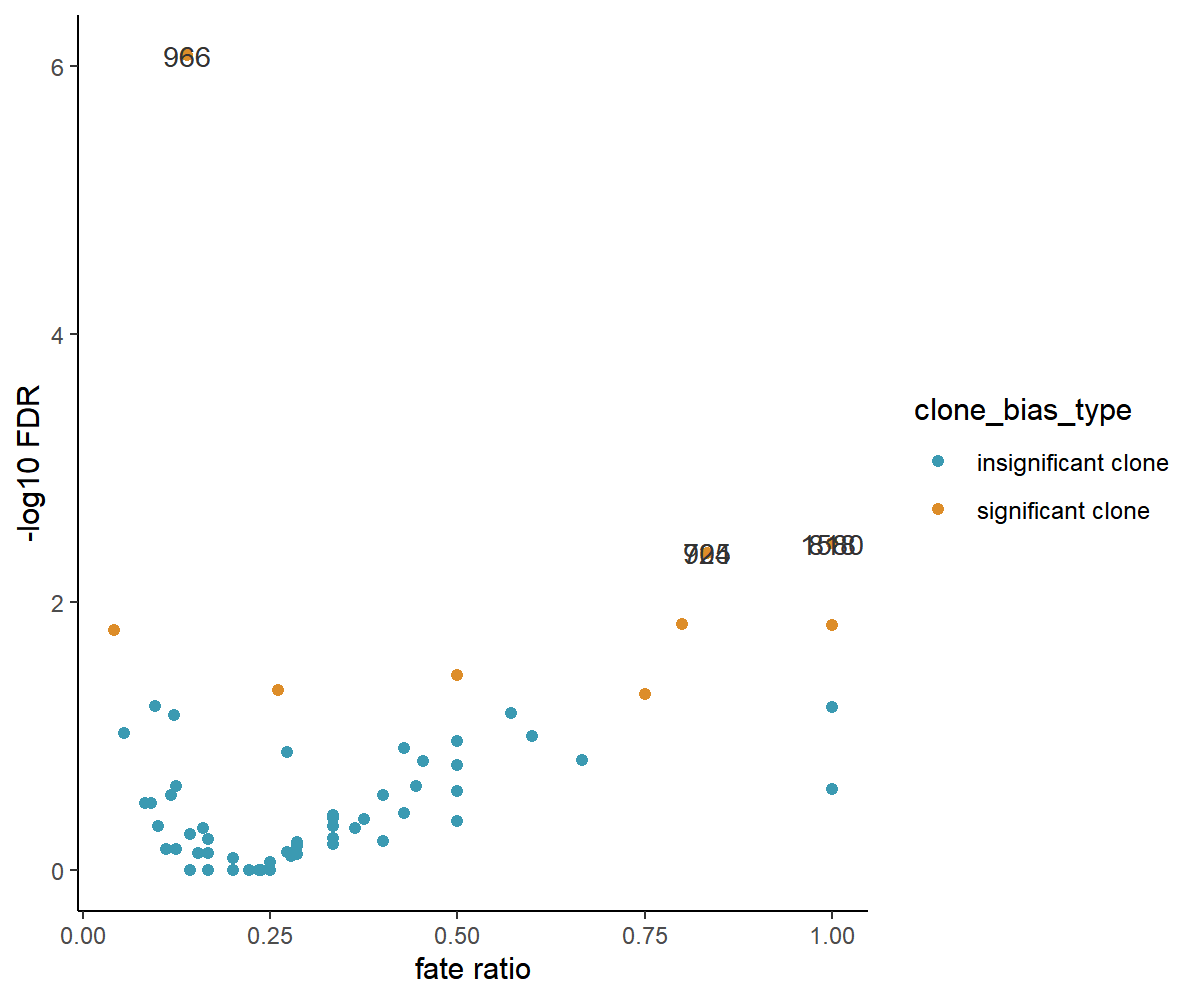 966
6
4
2
0
-log10 FDR
clone_bias_type
insignificant clone
significant clone
0.00 0.25 0.50 0.75 1.00
fate ratio